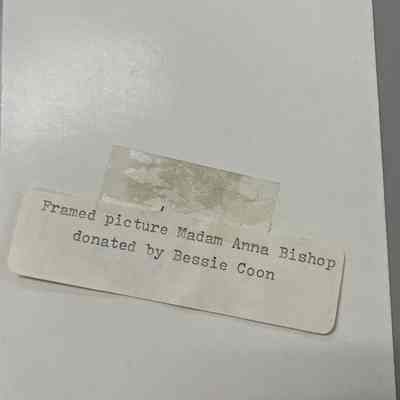 Framed picture Madam Anna Bishop
donated by Bessie Coon